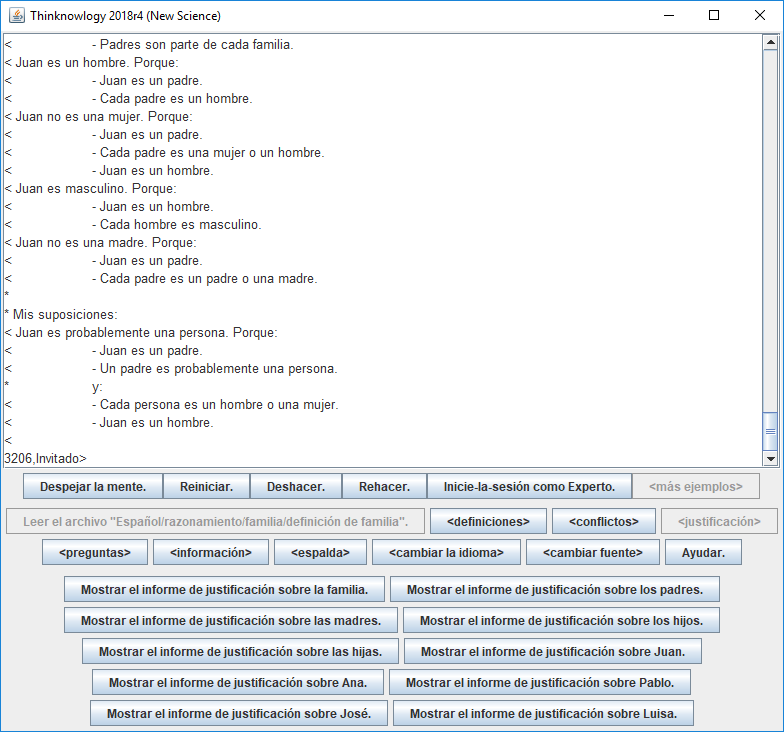 Thinknowlogy 2018r4 (New Science)
< - Padres son parte de cada familia.
< Juan es un hombre. Porque:
< - Juan es un padre.
< - Cada padre es un hombre.
< Juan no es una mujer. Porque:
< - Juan es un padre.
< - Cada padre es una mujer o un hombre.
< - Juan es un hombre.
< Juan es masculino. Porque:
< - Juan es un hombre.
< - Cada hombre es masculino.
< Juan no es una madre. Porque:
< - Juan es un padre.
< - Cada padre es un padre o una madre.
*
* Mis suposiciones:
< Juan es probablemente una persona. Porque:
< - Juan es un padre.
< - Un padre es probablemente una persona.
* y:
< - Cada persona es un hombre o una mujer.
< - Juan es un hombre.
<
3206,Invitado>
Despejar la mente. Reiniciar. Deshacer. Rehacer. Inicie-la-sesión como Experto. <más ejemplos>
Leer el archivo "Español/razonamiento/familia/definición de familia". <definiciones> <conflictos> <justificación>
<preguntas> <información> <espalda> <cambiar la idioma> <cambiar fuente> Ayudar.
Mostrar el informe de justificación sobre la familia. Mostrar el informe de justificación sobre los padres.
Mostrar el informe de justificación sobre las madres. Mostrar el informe de justificación sobre los hijos.
Mostrar el informe de justificación sobre las hijas. Mostrar el informe de justificación sobre Juan.
Mostrar el informe de justificación sobre Ana. Mostrar el informe de justificación sobre Pablo.
Mostrar el informe de justificación sobre José. Mostrar el informe de justificación sobre Luisa.